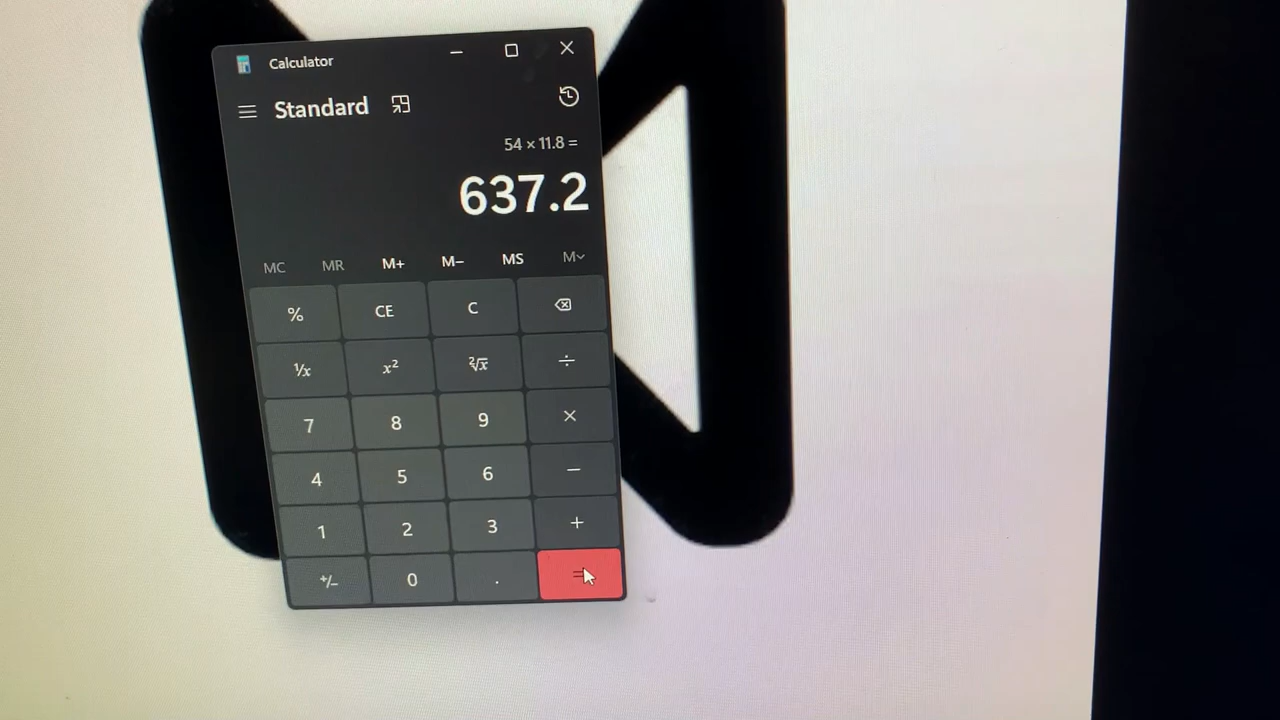 Calculator
Standard
54 × 11.8 =
637.2
MC MR M+ M− MS M˅
% CE C
¹/x x² ²√x ÷
7 8 9 ×
4 5 6 −
1 2 3 +
+/− 0 . =